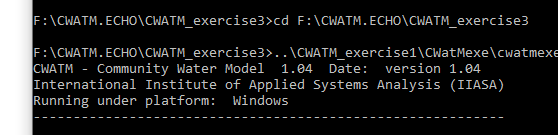 F:\CWATM.ECHO\CWATM_exercise3>cd F:\CWATM.ECHO\CWATM_exercise3
F:\CWATM.ECHO\CWATM_exercise3>..\CWATM_exercise1\CWatMexe\cwatmexe
CWATM - Community Water Model  1.04  Date:  version 1.04
International Institute of Applied Systems Analysis (IIASA)
Running under platform:  Windows
-----------------------------------------------------------